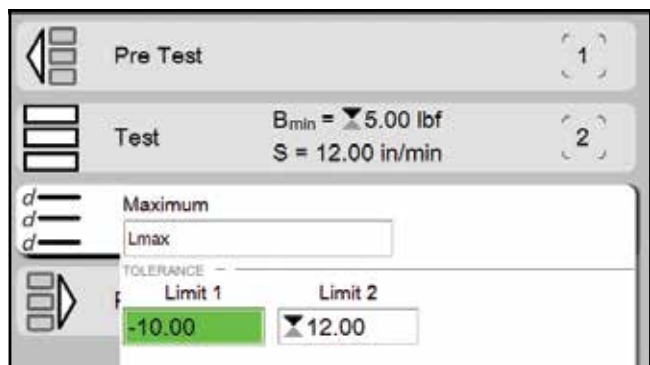 Pre Test
1
Test
Bmin = 5.00 lbf
S = 12.00 in/min
2
d
d
d
Maximum
Lmax
TOLERANCE
Limit 1 Limit 2
-10.00 12.00